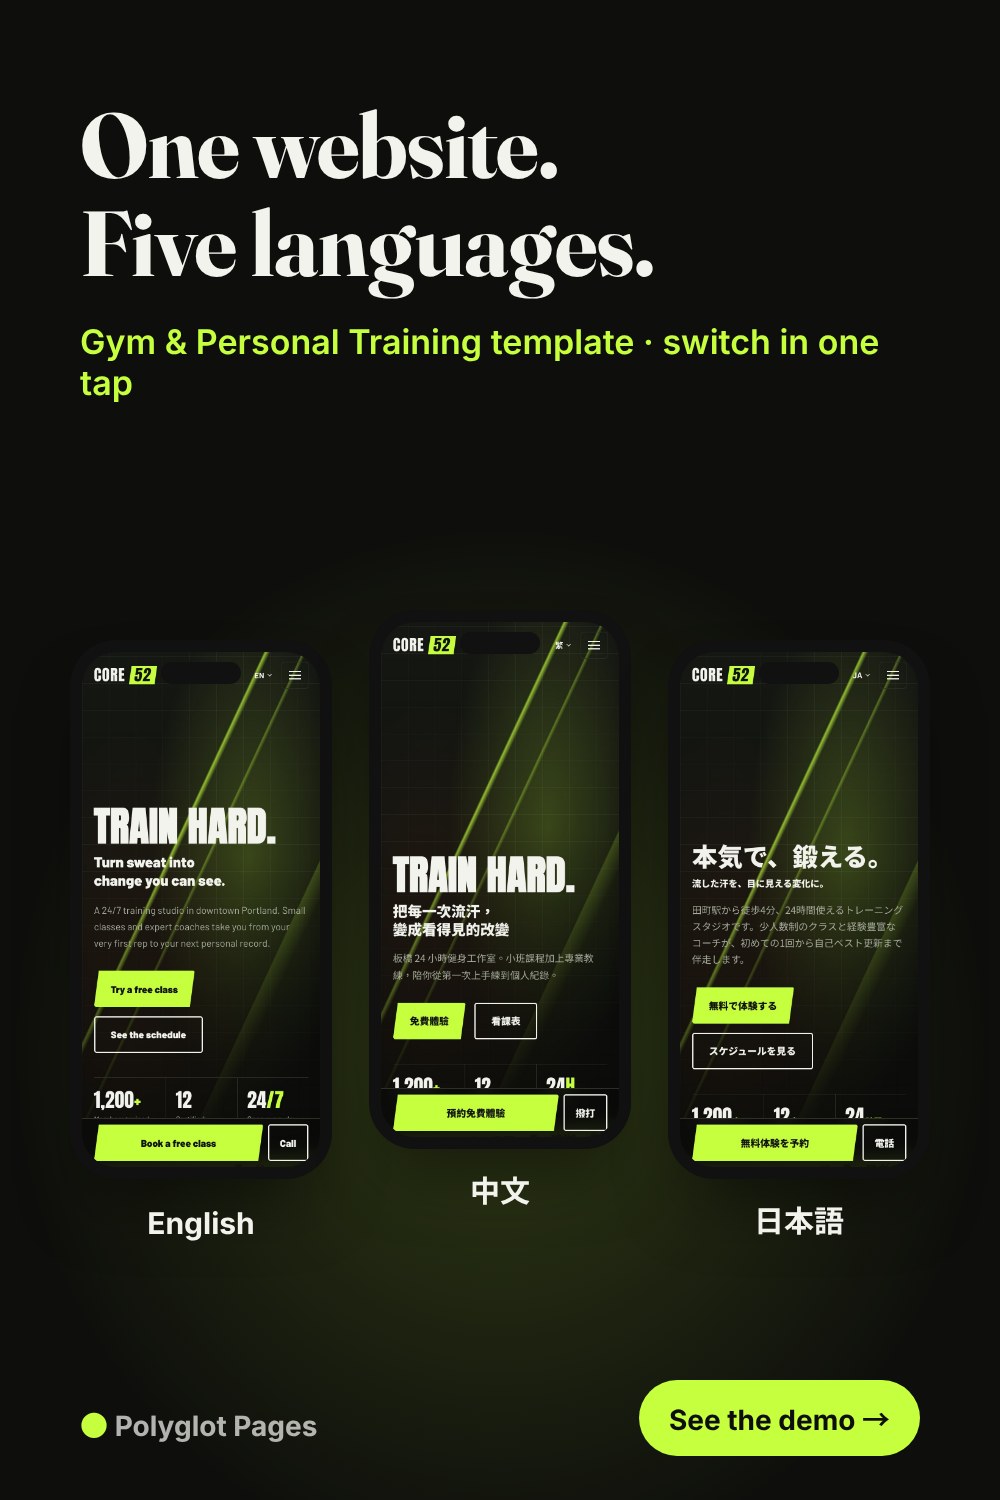 One website.
Five languages.
Gym & Personal Training template · switch in one
tap
CORE 52
EN
TRAIN HARD.
Turn sweat into
change you can see.
A 24/7 training studio in downtown Portland. Small
classes and expert coaches take you from your
very first rep to your next personal record.
Try a free class
See the schedule
1,200+ 12 24/7
Book a free class
Call
English
CORE 52
繁
TRAIN HARD.
把每一次流汗，
變成看得見的改變
板橋 24 小時健身工作室。小班課程加上專業教
練，陪你從第一次上手練到個人紀錄。
免費體驗
看課表
1,200+ 12 24H
預約免費體驗
撥打
中文
CORE 52
JA
本気で、鍛える。
流した汗を、目に見える変化に。
田町駅から徒歩4分、24時間使えるトレーニング
スタジオです。少人数制のクラスと経験豊富な
コーチが、初めての1回から自己ベスト更新まで
伴走します。
無料で体験する
スケジュールを見る
1,200 12 24
無料体験を予約
電話
日本語
Polyglot Pages
See the demo →